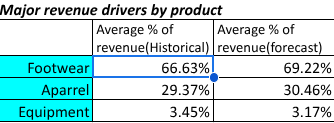 Major revenue drivers by product
Average % of revenue(Historical) Average % of revenue(forecast)
Footwear 66.63% 69.22%
Aparrel 29.37% 30.46%
Equipment 3.45% 3.17%